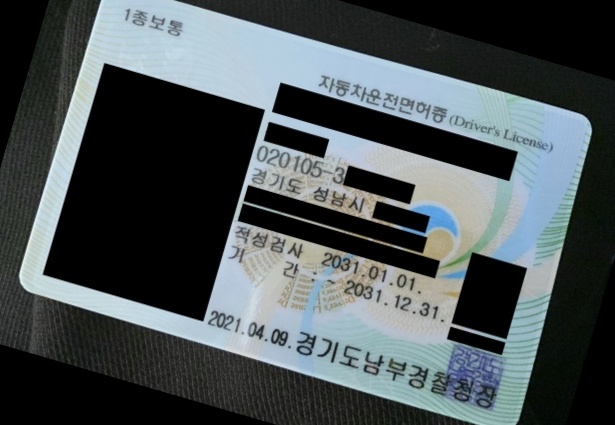 1종보통
자동차운전면허증 (Driver's License)
020105-3
경기도 성남시
적성검사 2031.01.01.
기 간 ~ 2031.12.31.
2021.04.09. 경기도남부경찰청장